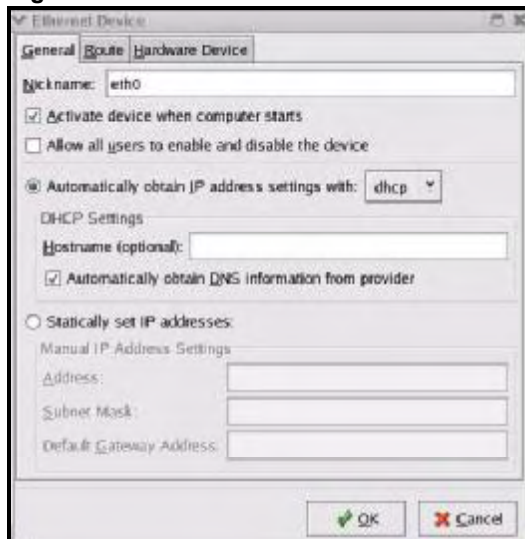 Ethernet Device
General Route Hardware Device
Nickname: eth0
Activate device when computer starts
Allow all users to enable and disable the device
Automatically obtain IP address settings with: dhcp
DHCP Settings
Hostname (optional):
Automatically obtain DNS information from provider
Statically set IP addresses:
Manual IP Address Settings
Address:
Subnet Mask:
Default Gateway Address:
OK Cancel